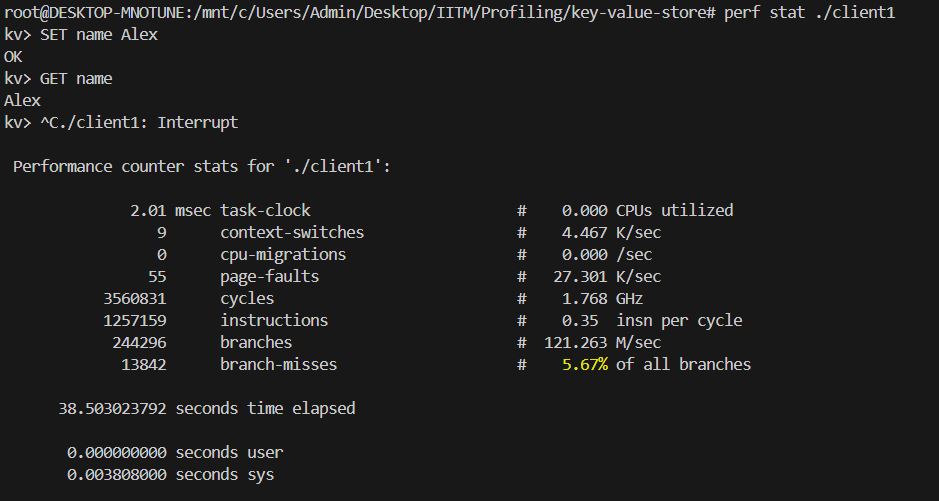 root@DESKTOP-MNOTUNE:/mnt/c/Users/Admin/Desktop/IITM/Profiling/key-value-store# perf stat ./client1
kv> SET name Alex
OK
kv> GET name
Alex
kv> ^C./client1: Interrupt
Performance counter stats for './client1':
2.01 msec task-clock # 0.000 CPUs utilized
9 context-switches # 4.467 K/sec
0 cpu-migrations # 0.000 /sec
55 page-faults # 27.301 K/sec
3560831 cycles # 1.768 GHz
1257159 instructions # 0.35 insn per cycle
244296 branches # 121.263 M/sec
13842 branch-misses # 5.67% of all branches
38.503023792 seconds time elapsed
0.000000000 seconds user
0.003808000 seconds sys